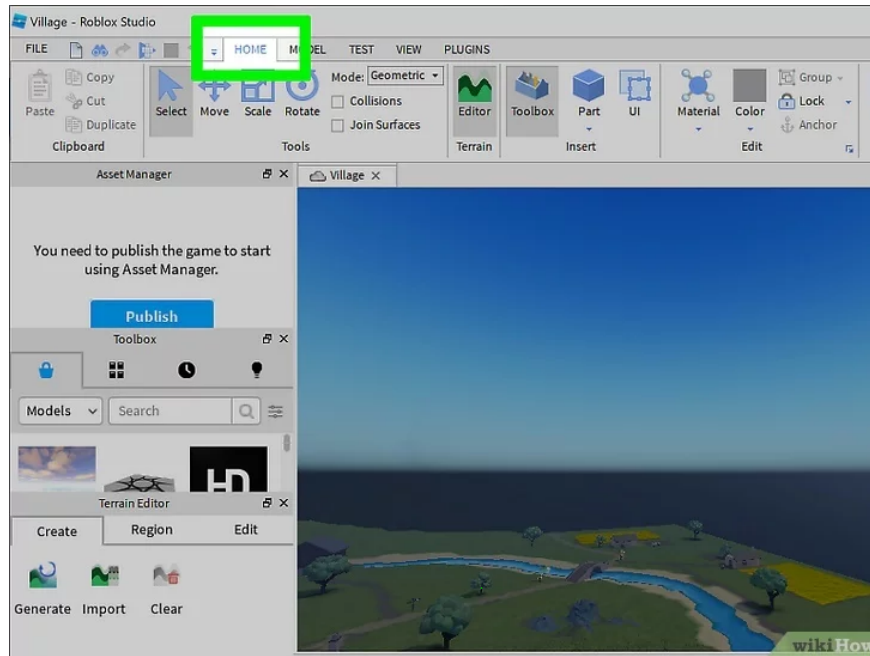 Village - Roblox Studio
FILE HOME MODEL TEST VIEW PLUGINS
Copy
Cut
Duplicate
Paste
Clipboard
Select
Move
Scale
Rotate
Mode: Geometric
Collisions
Join Surfaces
Tools
Editor
Terrain
Toolbox
Part
UI
Insert
Material
Color
Group
Lock
Anchor
Edit
Asset Manager
Village
You need to publish the game to start
using Asset Manager.
Publish
Toolbox
Models
Search
Terrain Editor
Create Region Edit
Generate Import Clear
wikiHow